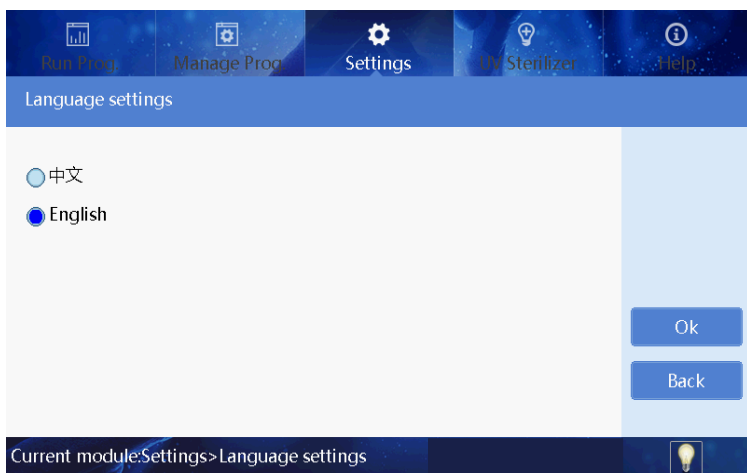 Run Prog.
Manage Prog.
Settings
UV Sterilizer
Help
Language settings
中文
English
Ok
Back
Current module:Settings>Language settings